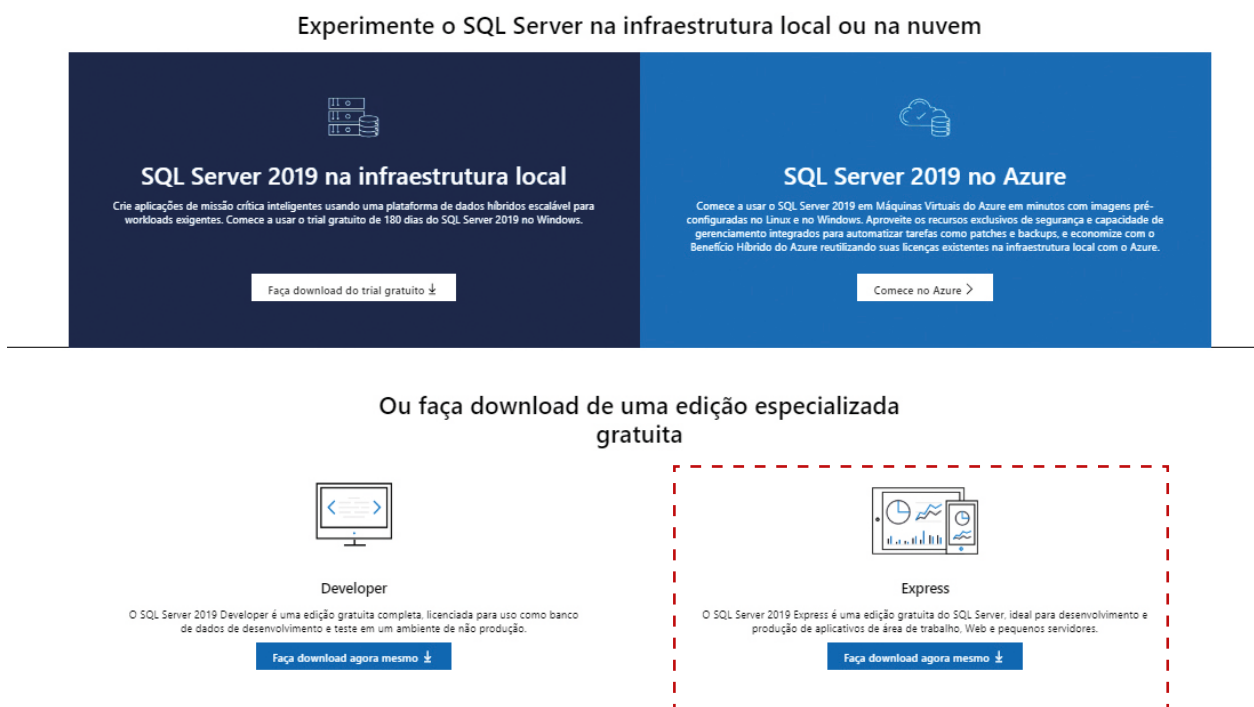 Experimente o SQL Server na infraestrutura local ou na nuvem
SQL Server 2019 na infraestrutura local
Crie aplicações de missão crítica inteligentes usando uma plataforma de dados híbridos escalável para
workloads exigentes. Comece a usar o trial gratuito de 180 dias do SQL Server 2019 no Windows.
Faça download do trial gratuito
SQL Server 2019 no Azure
Comece a usar o SQL Server 2019 em Máquinas Virtuais do Azure em minutos com imagens pré-
configuradas no Linux e no Windows. Aproveite os recursos exclusivos de segurança e capacidade de
gerenciamento integrados para automatizar tarefas como patches e backups, e economize com o
Benefício Híbrido do Azure reutilizando suas licenças existentes na infraestrutura local com o Azure.
Comece no Azure
Ou faça download de uma edição especializada
gratuita
Developer
O SQL Server 2019 Developer é uma edição gratuita completa, licenciada para uso como banco
de dados de desenvolvimento e teste em um ambiente de não produção.
Faça download agora mesmo
Express
O SQL Server 2019 Express é uma edição gratuita do SQL Server, ideal para desenvolvimento e
produção de aplicativos de área de trabalho, Web e pequenos servidores.
Faça download agora mesmo